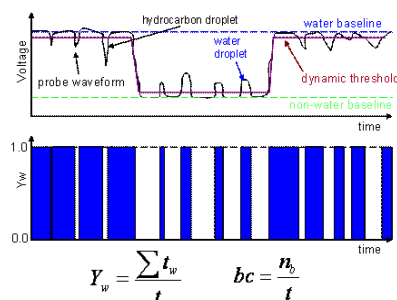 hydrocarbon droplet
water baseline
Voltage
water
droplet
probe waveform
dynamic threshold
non-water baseline
time
1.0
Yw
0.0
time
Y_w = ∑ t_w / t
bc = n_b / t